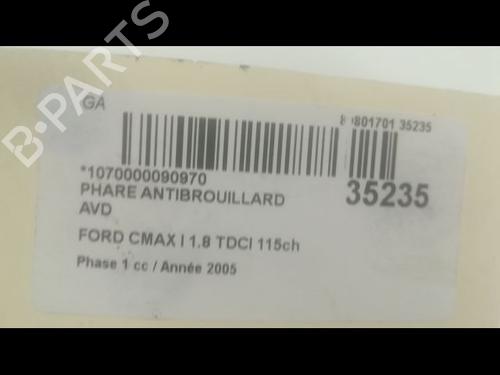 GA
801701 35235
*1070000090970
35235
PHARE ANTIBROUILLARD
AVD
FORD CMAX I 1.8 TDCI 115ch
Phase 1 cc / Année 2005
B-PARTS